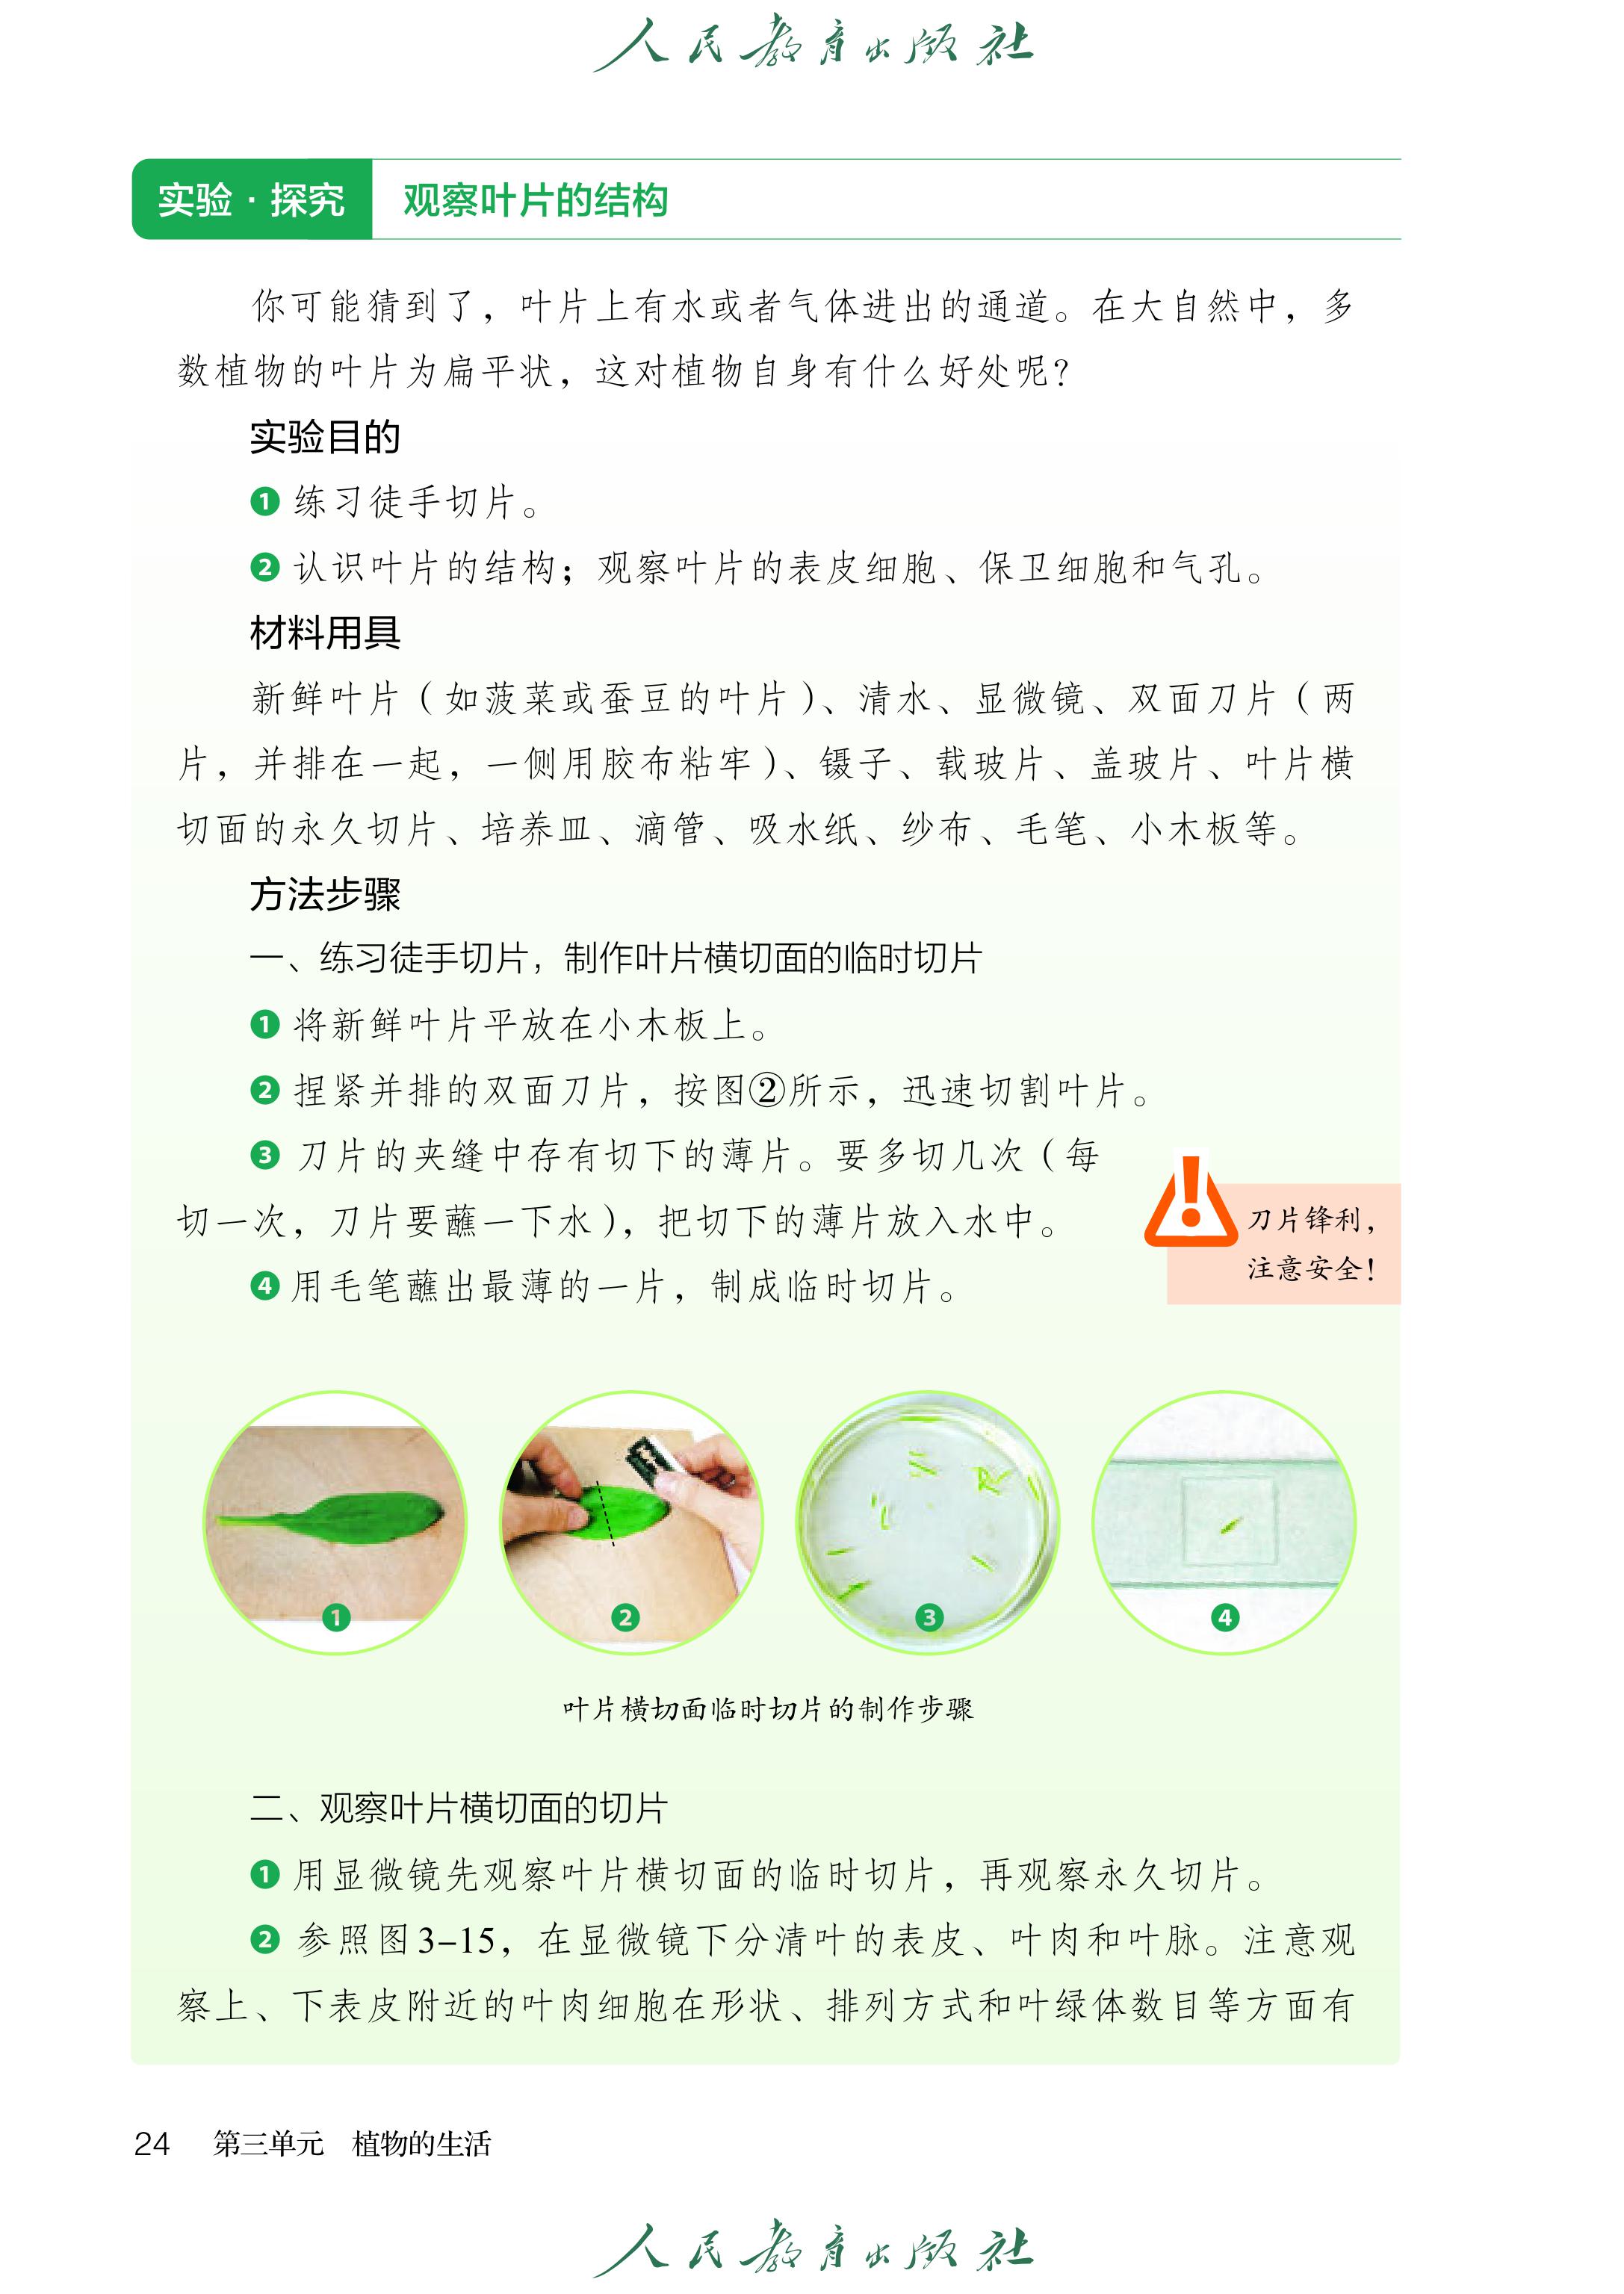 人民教育出版社
实验·探究 观察叶片的结构
你可能猜到了，叶片上有水或者气体进出的通道。在大自然中，多
数植物的叶片为扁平状，这对植物自身有什么好处呢？
实验目的
❶ 练习徒手切片。
❷ 认识叶片的结构；观察叶片的表皮细胞、保卫细胞和气孔。
材料用具
新鲜叶片（如菠菜或蚕豆的叶片）、清水、显微镜、双面刀片（两
片，并排在一起，一侧用胶布粘牢）、镊子、载玻片、盖玻片、叶片横
切面的永久切片、培养皿、滴管、吸水纸、纱布、毛笔、小木板等。
方法步骤
一、练习徒手切片，制作叶片横切面的临时切片
❶ 将新鲜叶片平放在小木板上。
❷ 捏紧并排的双面刀片，按图②所示，迅速切割叶片。
❸ 刀片的夹缝中存有切下的薄片。要多切几次（每
切一次，刀片要蘸一下水），把切下的薄片放入水中。
❹ 用毛笔蘸出最薄的一片，制成临时切片。
刀片锋利，
注意安全！
❶ ❷ ❸ ❹
叶片横切面临时切片的制作步骤
二、观察叶片横切面的切片
❶ 用显微镜先观察叶片横切面的临时切片，再观察永久切片。
❷ 参照图3–15，在显微镜下分清叶的表皮、叶肉和叶脉。注意观
察上、下表皮附近的叶肉细胞在形状、排列方式和叶绿体数目等方面有
24 第三单元 植物的生活
人民教育出版社